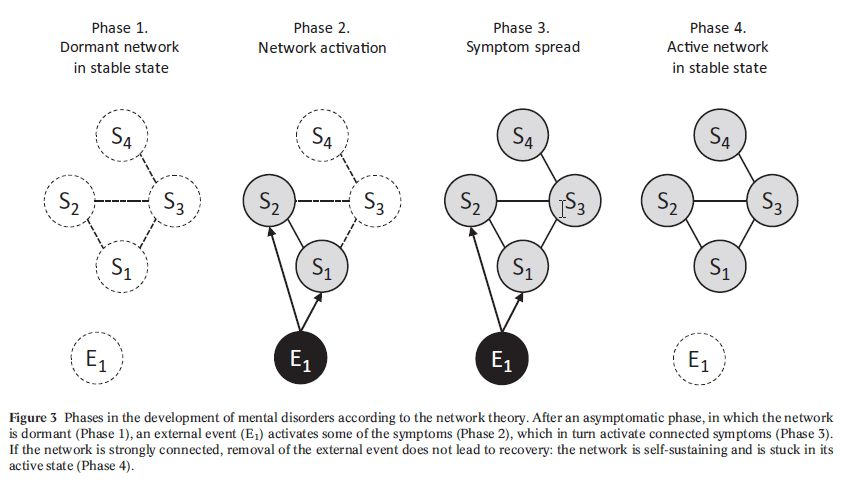 Phase 1.
Dormant network
in stable state
Phase 2.
Network activation
Phase 3.
Symptom spread
Phase 4.
Active network
in stable state
S4
S2
S3
S1
E1
S4
S2
S3
S1
E1
S4
S2
S3
S1
E1
S4
S2
S3
S1
E1
Figure 3 Phases in the development of mental disorders according to the network theory. After an asymptomatic phase, in which the network
is dormant (Phase 1), an external event (E1) activates some of the symptoms (Phase 2), which in turn activate connected symptoms (Phase 3).
If the network is strongly connected, removal of the external event does not lead to recovery: the network is self-sustaining and is stuck in its
active state (Phase 4).